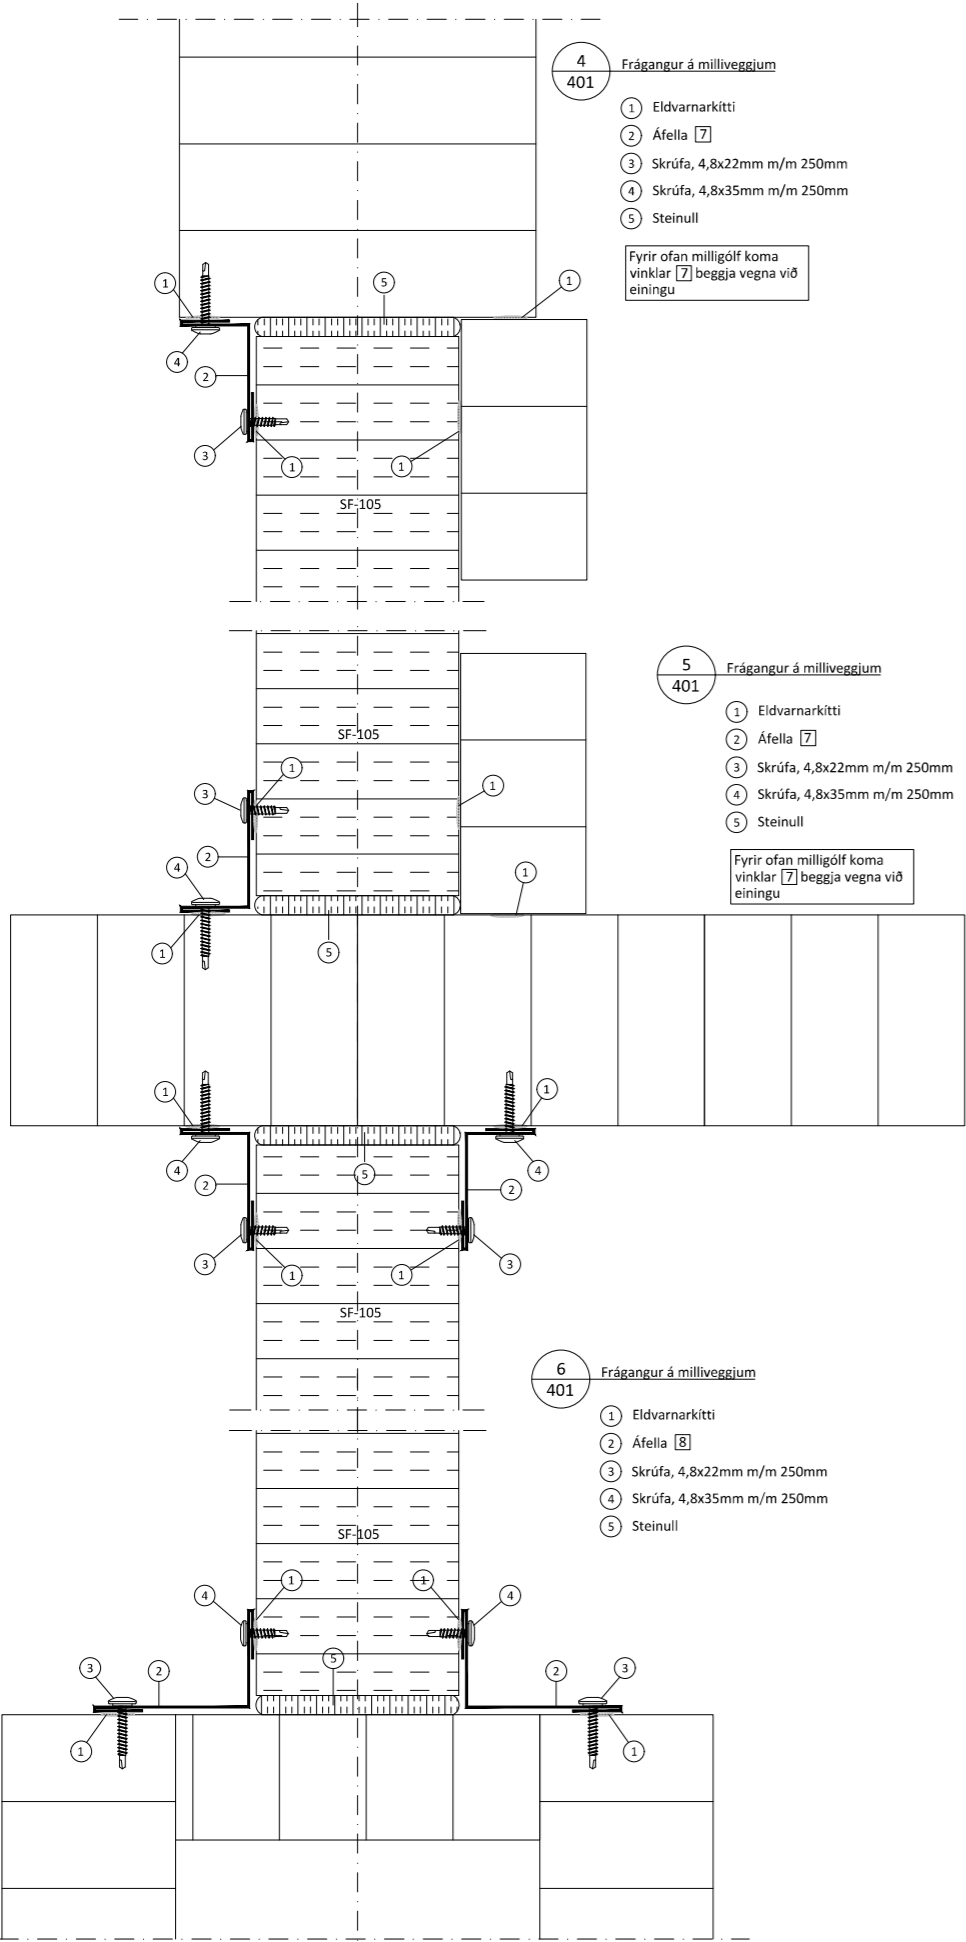 4
401
Frágangur á milliveggjum
1 Eldvarnarkítti
2 Áfella 7
3 Skrúfa, 4,8x22mm m/m 250mm
4 Skrúfa, 4,8x35mm m/m 250mm
5 Steinull
Fyrir ofan milligólf koma
vinklar 7 beggja vegna við
einingu
1
5
1
4
2
3
1
1
SF-105
5
401
Frágangur á milliveggjum
1 Eldvarnarkítti
2 Áfella 7
3 Skrúfa, 4,8x22mm m/m 250mm
4 Skrúfa, 4,8x35mm m/m 250mm
5 Steinull
Fyrir ofan milligólf koma
vinklar 7 beggja vegna við
einingu
SF-105
1
3
1
2
4
1
1
5
1
1
4
5
4
2
2
3
1
1
3
SF-105
6
401
Frágangur á milliveggjum
1 Eldvarnarkítti
2 Áfella 8
3 Skrúfa, 4,8x22mm m/m 250mm
4 Skrúfa, 4,8x35mm m/m 250mm
5 Steinull
SF-105
4
1
1
4
3
2
5
2
3
1
1